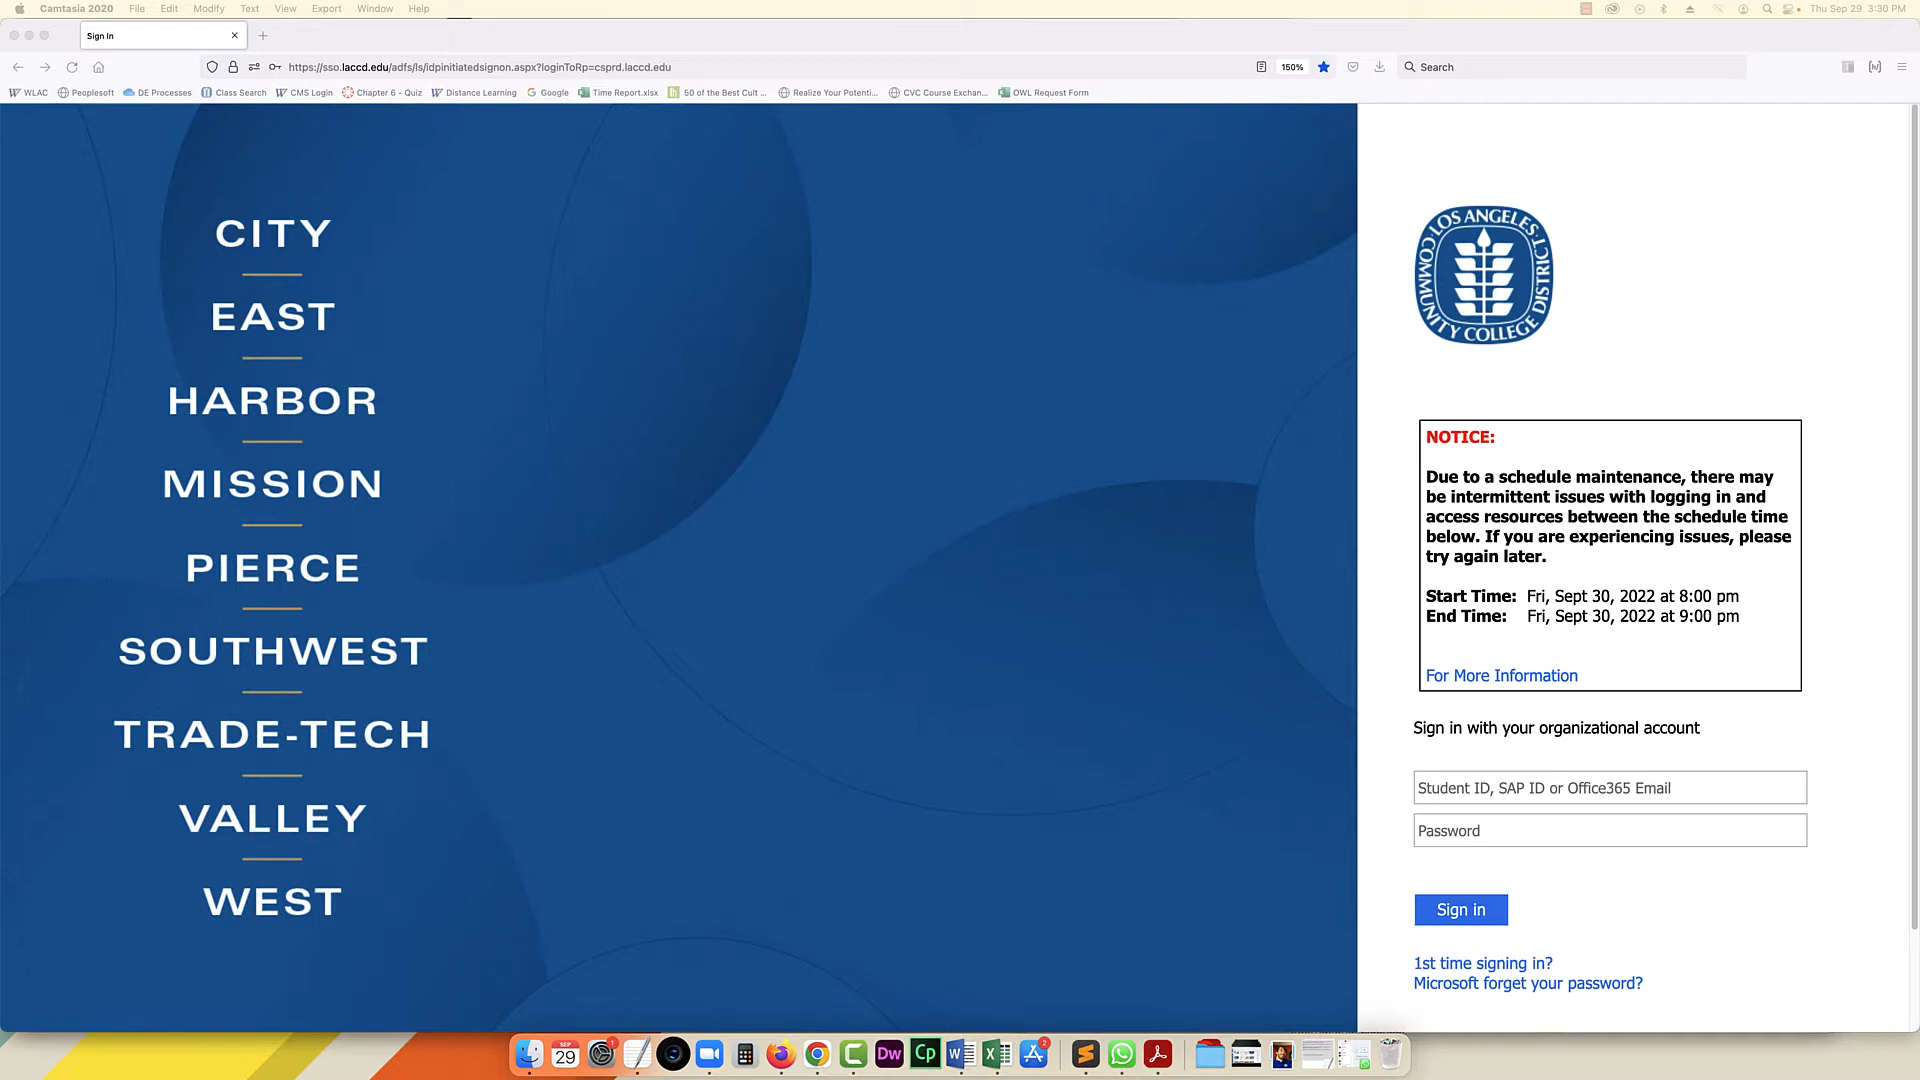 Camtasia 2020 File Edit Modify Text View Export Window Help
Thu Sep 29 3:30 PM
Sign In
https://sso.laccd.edu/adfs/ls/idpinitiatedsignon.aspx?loginToRp=csprd.laccd.edu
150%
Search
WLAC Peoplesoft DE Processes Class Search CMS Login Chapter 6 - Quiz Distance Learning Google Time Report.xlsx 50 of the Best Cult ... Realize Your Potenti... CVC Course Exchan... OWL Request Form
CITY
EAST
HARBOR
MISSION
PIERCE
SOUTHWEST
TRADE-TECH
VALLEY
WEST
LOS ANGELES
COMMUNITY COLLEGE DISTRICT
NOTICE:
Due to a schedule maintenance, there may
be intermittent issues with logging in and
access resources between the schedule time
below. If you are experiencing issues, please
try again later.
Start Time: Fri, Sept 30, 2022 at 8:00 pm
End Time: Fri, Sept 30, 2022 at 9:00 pm
For More Information
Sign in with your organizational account
Student ID, SAP ID or Office365 Email
Password
Sign in
1st time signing in?
Microsoft forget your password?
SEP
29
1
Dw
Cp
2